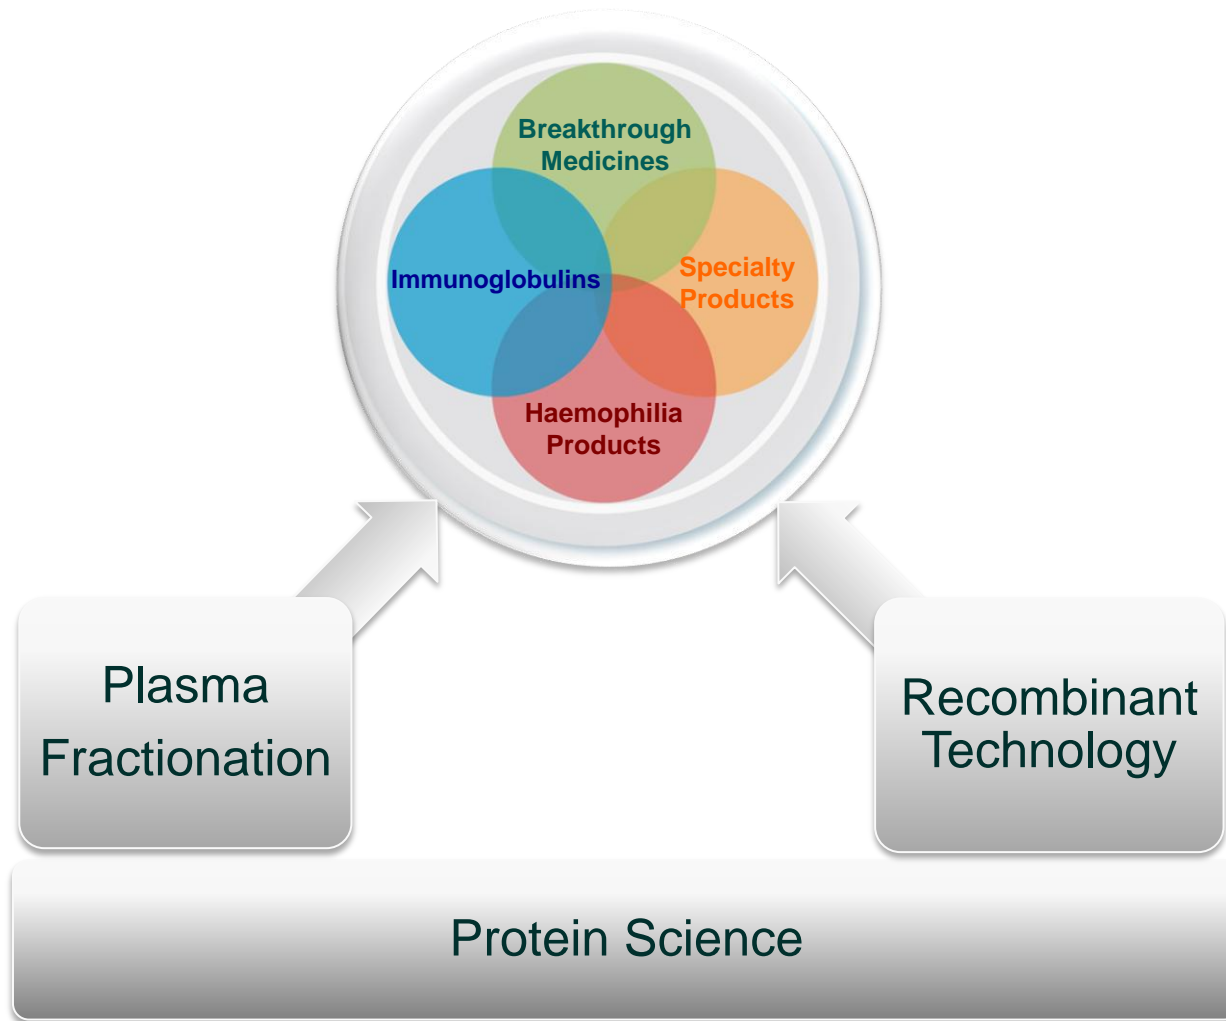 Breakthrough
Medicines
Immunoglobulins
Specialty
Products
Haemophilia
Products
Plasma
Fractionation
Recombinant
Technology
Protein Science